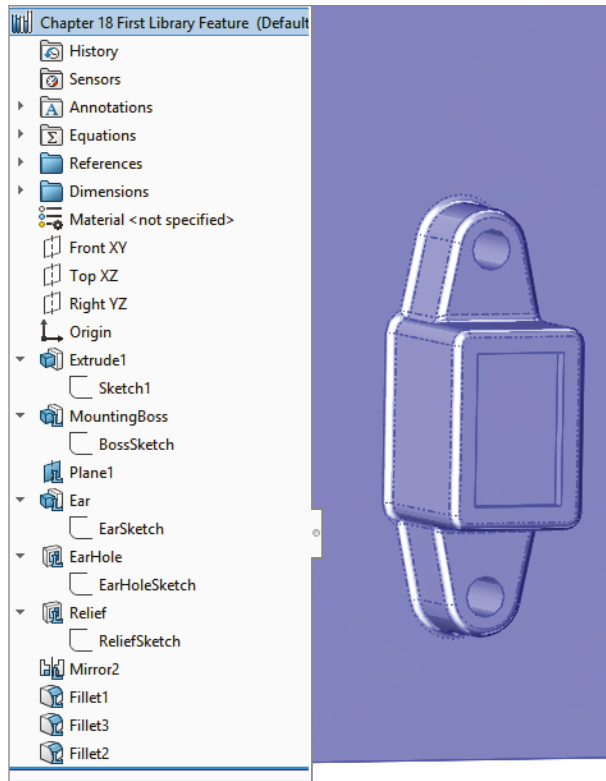 Chapter 18 First Library Feature (Default
History
Sensors
A Annotations
Σ Equations
References
Dimensions
Material <not specified>
Front XY
Top XZ
Right YZ
Origin
Extrude1
Sketch1
MountingBoss
BossSketch
Plane1
Ear
EarSketch
EarHole
EarHoleSketch
Relief
ReliefSketch
Mirror2
Fillet1
Fillet3
Fillet2